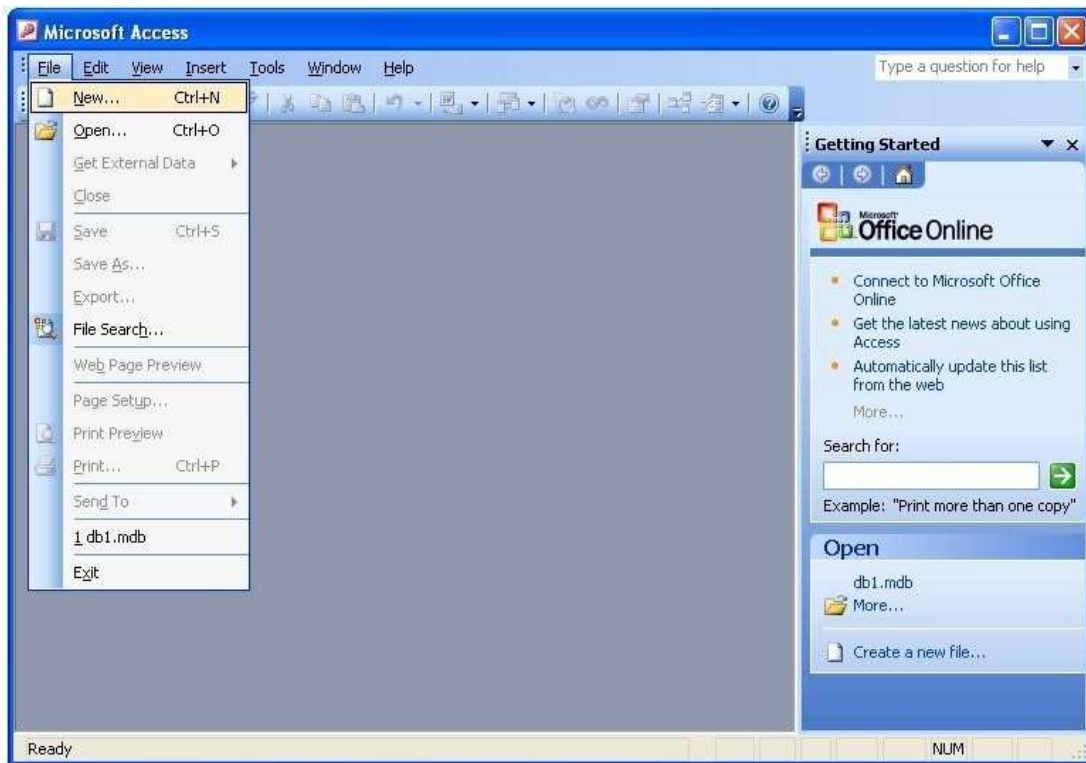 Microsoft Access
File Edit View Insert Tools Window Help
Type a question for help
New... Ctrl+N
Open... Ctrl+O
Get External Data
Close
Save Ctrl+S
Save As...
Export...
File Search...
Web Page Preview
Page Setup...
Print Preview
Print... Ctrl+P
Send To
1 db1.mdb
Exit
Getting Started
Microsoft
Office Online
Connect to Microsoft Office
Online
Get the latest news about using
Access
Automatically update this list
from the web
More...
Search for:
Example: "Print more than one copy"
Open
db1.mdb
More...
Create a new file...
Ready NUM